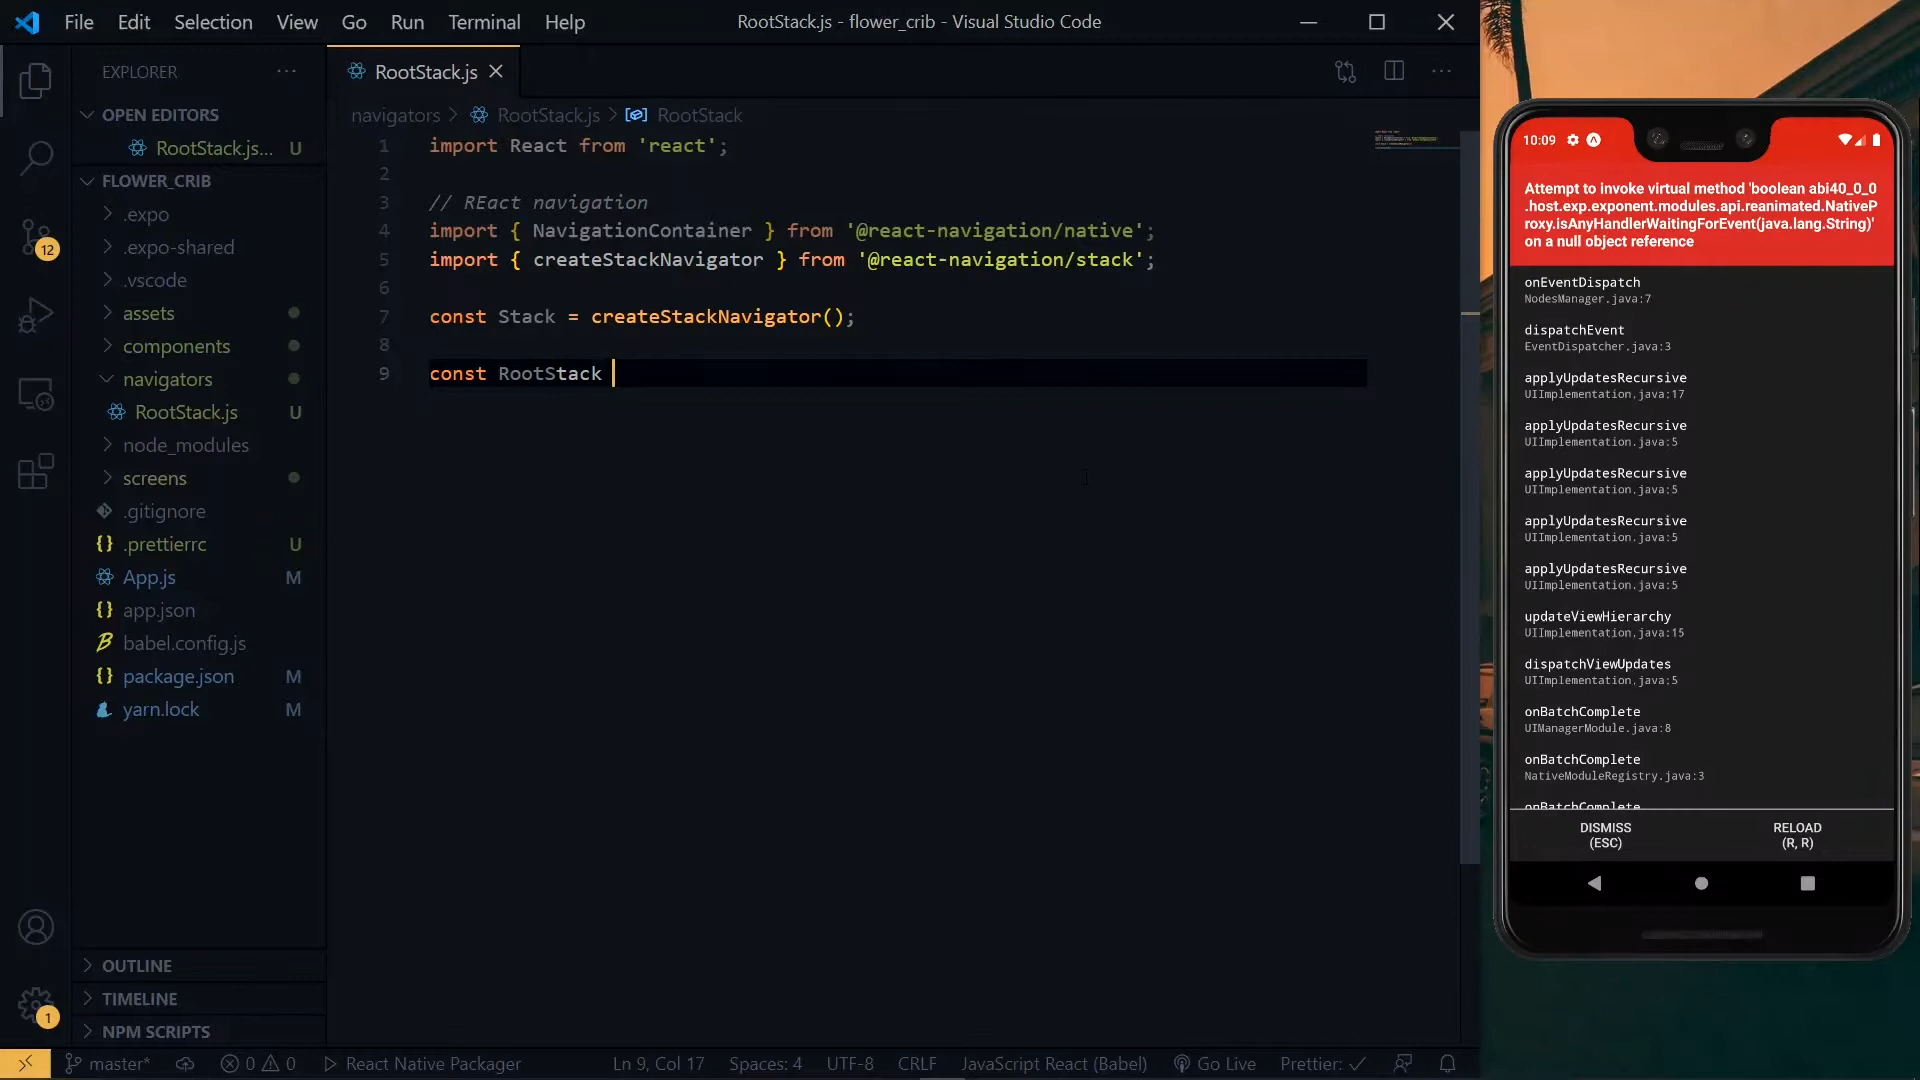 File Edit Selection View Go Run Terminal Help
RootStack.js - flower_crib - Visual Studio Code
EXPLORER
OPEN EDITORS
RootStack.js... U
FLOWER_CRIB
.expo
.expo-shared
.vscode
assets
components
navigators
RootStack.js U
node_modules
screens
.gitignore
.prettierrc U
App.js M
app.json
babel.config.js
package.json M
yarn.lock M
OUTLINE
TIMELINE
NPM SCRIPTS
12
1
RootStack.js
navigators > RootStack.js > RootStack
1 import React from 'react';
2
3 // REact navigation
4 import { NavigationContainer } from '@react-navigation/native';
5 import { createStackNavigator } from '@react-navigation/stack';
6
7 const Stack = createStackNavigator();
8
9 const RootStack
master* 0 0 React Native Packager Ln 9, Col 17 Spaces: 4 UTF-8 CRLF JavaScript React (Babel) Go Live Prettier: ✓
10:09
Attempt to invoke virtual method 'boolean abi40_0_0
.host.exp.exponent.modules.api.reanimated.NativeP
roxy.isAnyHandlerWaitingForEvent(java.lang.String)'
on a null object reference
onEventDispatch
NodesManager.java:7
dispatchEvent
EventDispatcher.java:3
applyUpdatesRecursive
UIImplementation.java:17
applyUpdatesRecursive
UIImplementation.java:5
applyUpdatesRecursive
UIImplementation.java:5
applyUpdatesRecursive
UIImplementation.java:5
applyUpdatesRecursive
UIImplementation.java:5
updateViewHierarchy
UIImplementation.java:15
dispatchViewUpdates
UIImplementation.java:5
onBatchComplete
UIManagerModule.java:8
onBatchComplete
NativeModuleRegistry.java:3
onBatchComplete
DISMISS
(ESC)
RELOAD
(R, R)